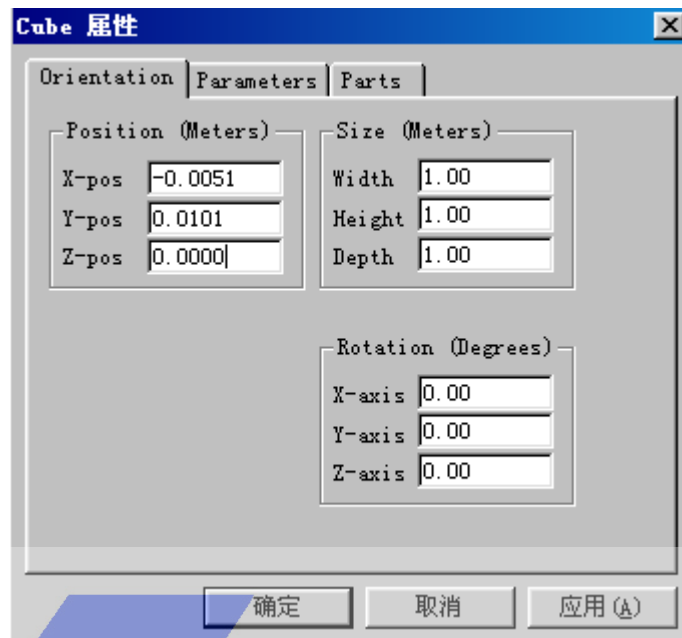 Cube 属性
Orientation Parameters Parts
Position (Meters)
X-pos -0.0051
Y-pos 0.0101
Z-pos 0.0000
Size (Meters)
Width 1.00
Height 1.00
Depth 1.00
Rotation (Degrees)
X-axis 0.00
Y-axis 0.00
Z-axis 0.00
确定 取消 应用(A)